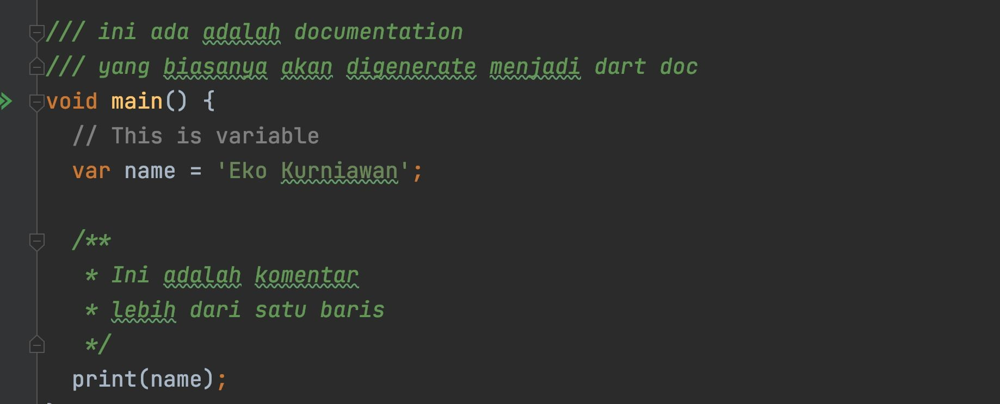 /// ini ada adalah documentation
/// yang biasanya akan digenerate menjadi dart doc
void main() {
// This is variable
var name = 'Eko Kurniawan';
/**
* Ini adalah komentar
* lebih dari satu baris
*/
print(name);